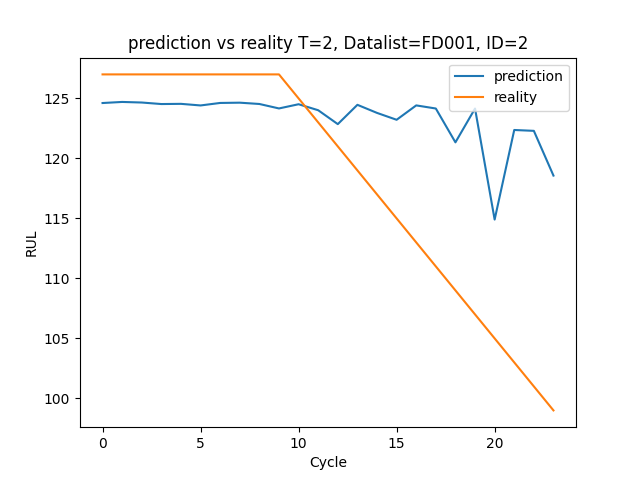 prediction vs reality T=2, Datalist=FD001, ID=2
prediction
reality
RUL
125
120
115
110
105
100
0 5 10 15 20
Cycle